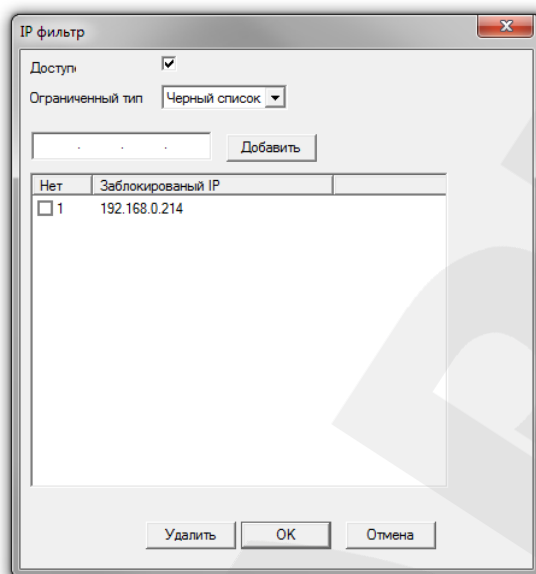 IP фильтр
Доступ
Ограниченный тип Черный список
. . . Добавить
Нет Заблокированый IP
1 192.168.0.214
Удалить OK Отмена